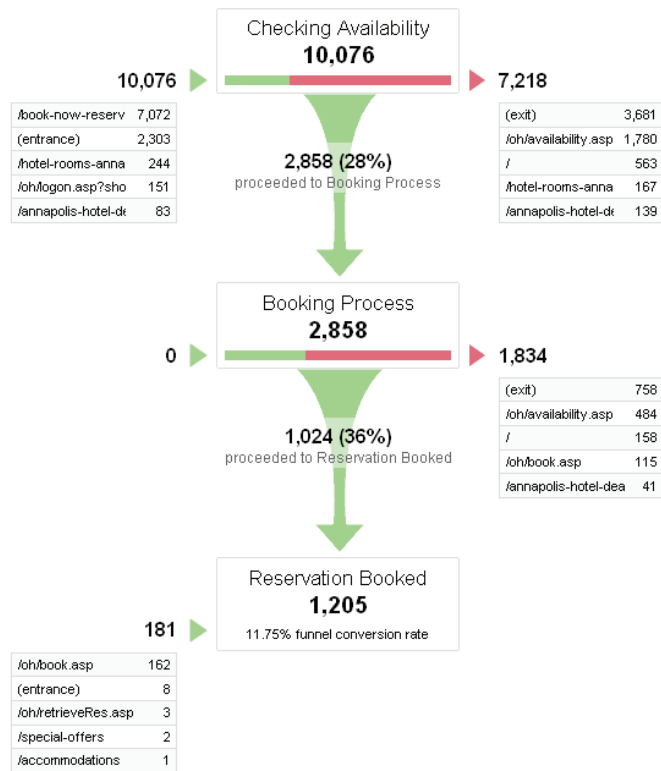 Checking Availability
10,076
10,076
7,218
/book-now-reserv 7,072
(entrance) 2,303
/hotel-rooms-anna 244
/oh/logon.asp?sho 151
/annapolis-hotel-de 83
(exit) 3,681
/oh/availability.asp 1,780
/ 563
/hotel-rooms-anna 167
/annapolis-hotel-de 139
2,858 (28%)
proceeded to Booking Process
Booking Process
2,858
0
1,834
(exit) 758
/oh/availability.asp 484
/ 158
/oh/book.asp 115
/annapolis-hotel-dea 41
1,024 (36%)
proceeded to Reservation Booked
Reservation Booked
1,205
11.75% funnel conversion rate
181
/oh/book.asp 162
(entrance) 8
/oh/retrieveRes.asp 3
/special-offers 2
/accommodations 1